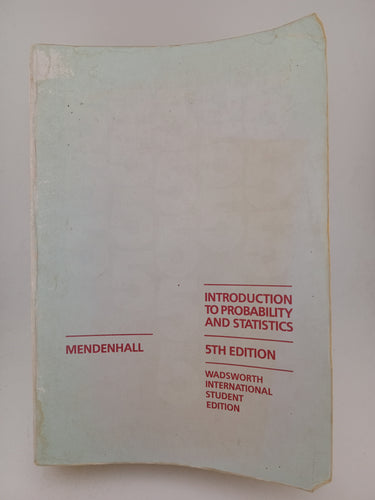 INTRODUCTION
TO PROBABILITY
AND STATISTICS
MENDENHALL
5TH EDITION
WADSWORTH
INTERNATIONAL
STUDENT
EDITION